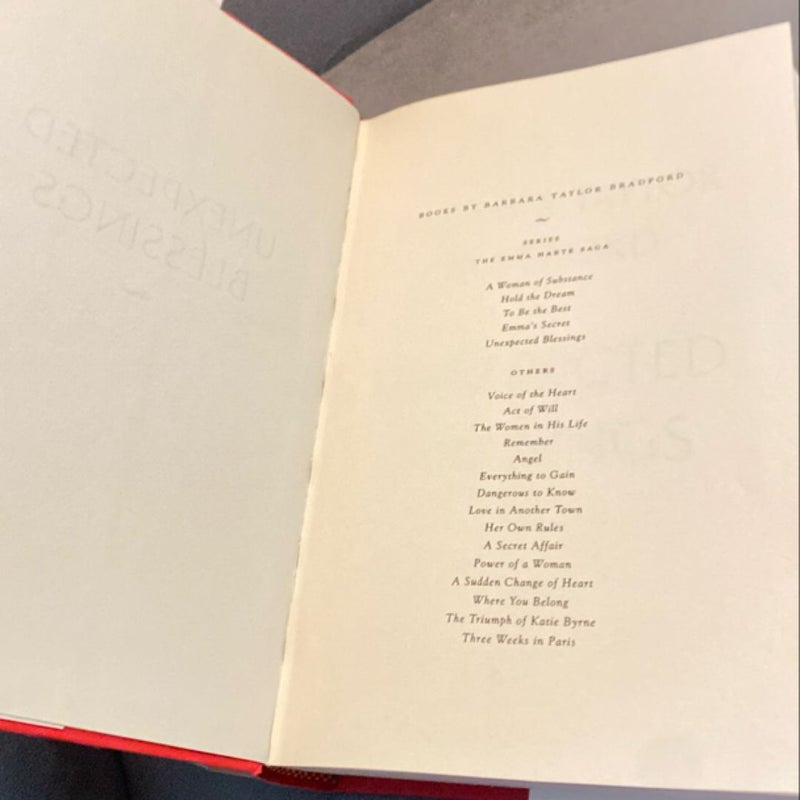 UNEXPECTED
BLESSINGS
BOOKS BY BARBARA TAYLOR BRADFORD
SERIES
THE EMMA HARTE SAGA
A Woman of Substance
Hold the Dream
To Be the Best
Emma's Secret
Unexpected Blessings
OTHERS
Voice of the Heart
Act of Will
The Women in His Life
Remember
Angel
Everything to Gain
Dangerous to Know
Love in Another Town
Her Own Rules
A Secret Affair
Power of a Woman
A Sudden Change of Heart
Where You Belong
The Triumph of Katie Byrne
Three Weeks in Paris